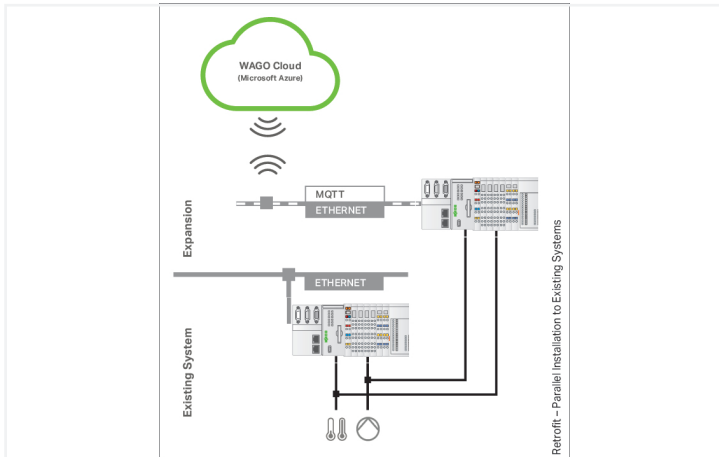 WAGO Cloud
(Microsoft Azure)
MQTT
ETHERNET
Expansion
ETHERNET
Existing System
Retrofit – Parallel Installation to Existing Systems